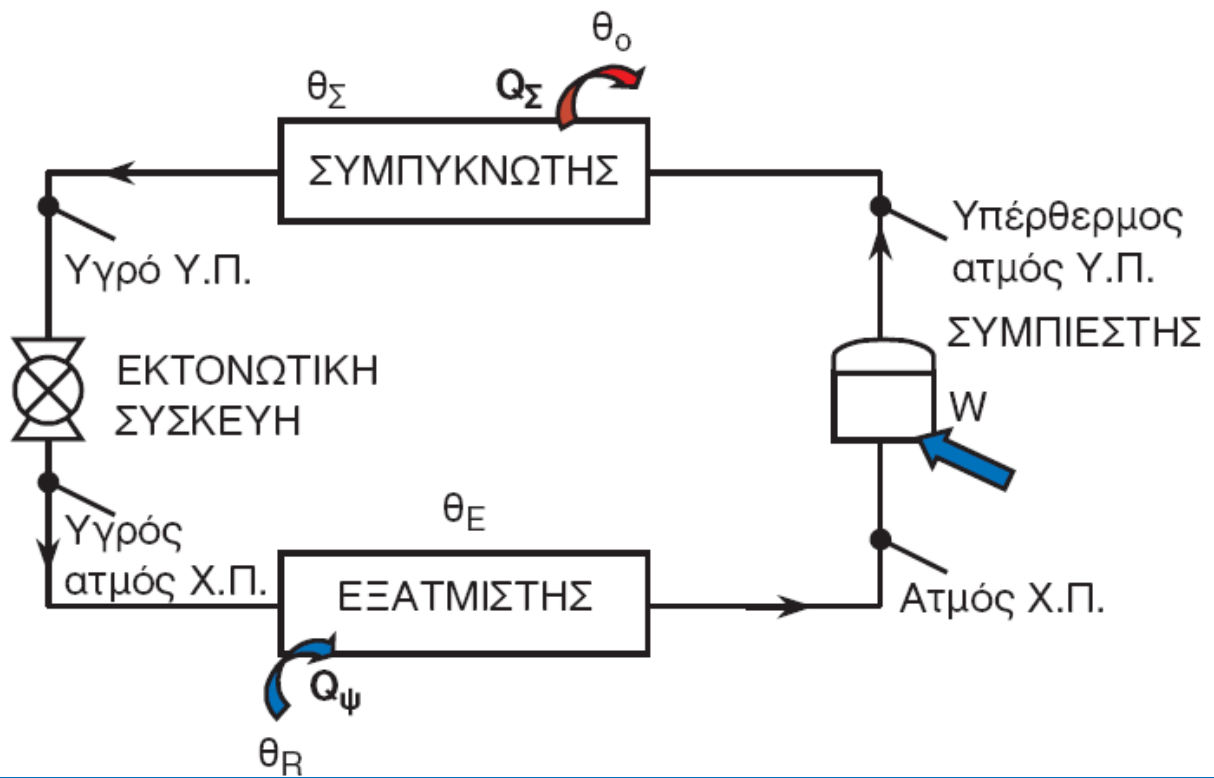 θο
θΣ
QΣ
ΣΥΜΠΥΚΝΩΤΗΣ
Υγρό Υ.Π.
Υπέρθερμος
ατμός Υ.Π.
ΕΚΤΟΝΩΤΙΚΗ
ΣΥΣΚΕΥΗ
ΣΥΜΠΙΕΣΤΗΣ
W
Υγρός
ατμός Χ.Π.
θΕ
ΕΞΑΤΜΙΣΤΗΣ
Ατμός Χ.Π.
Qψ
θR